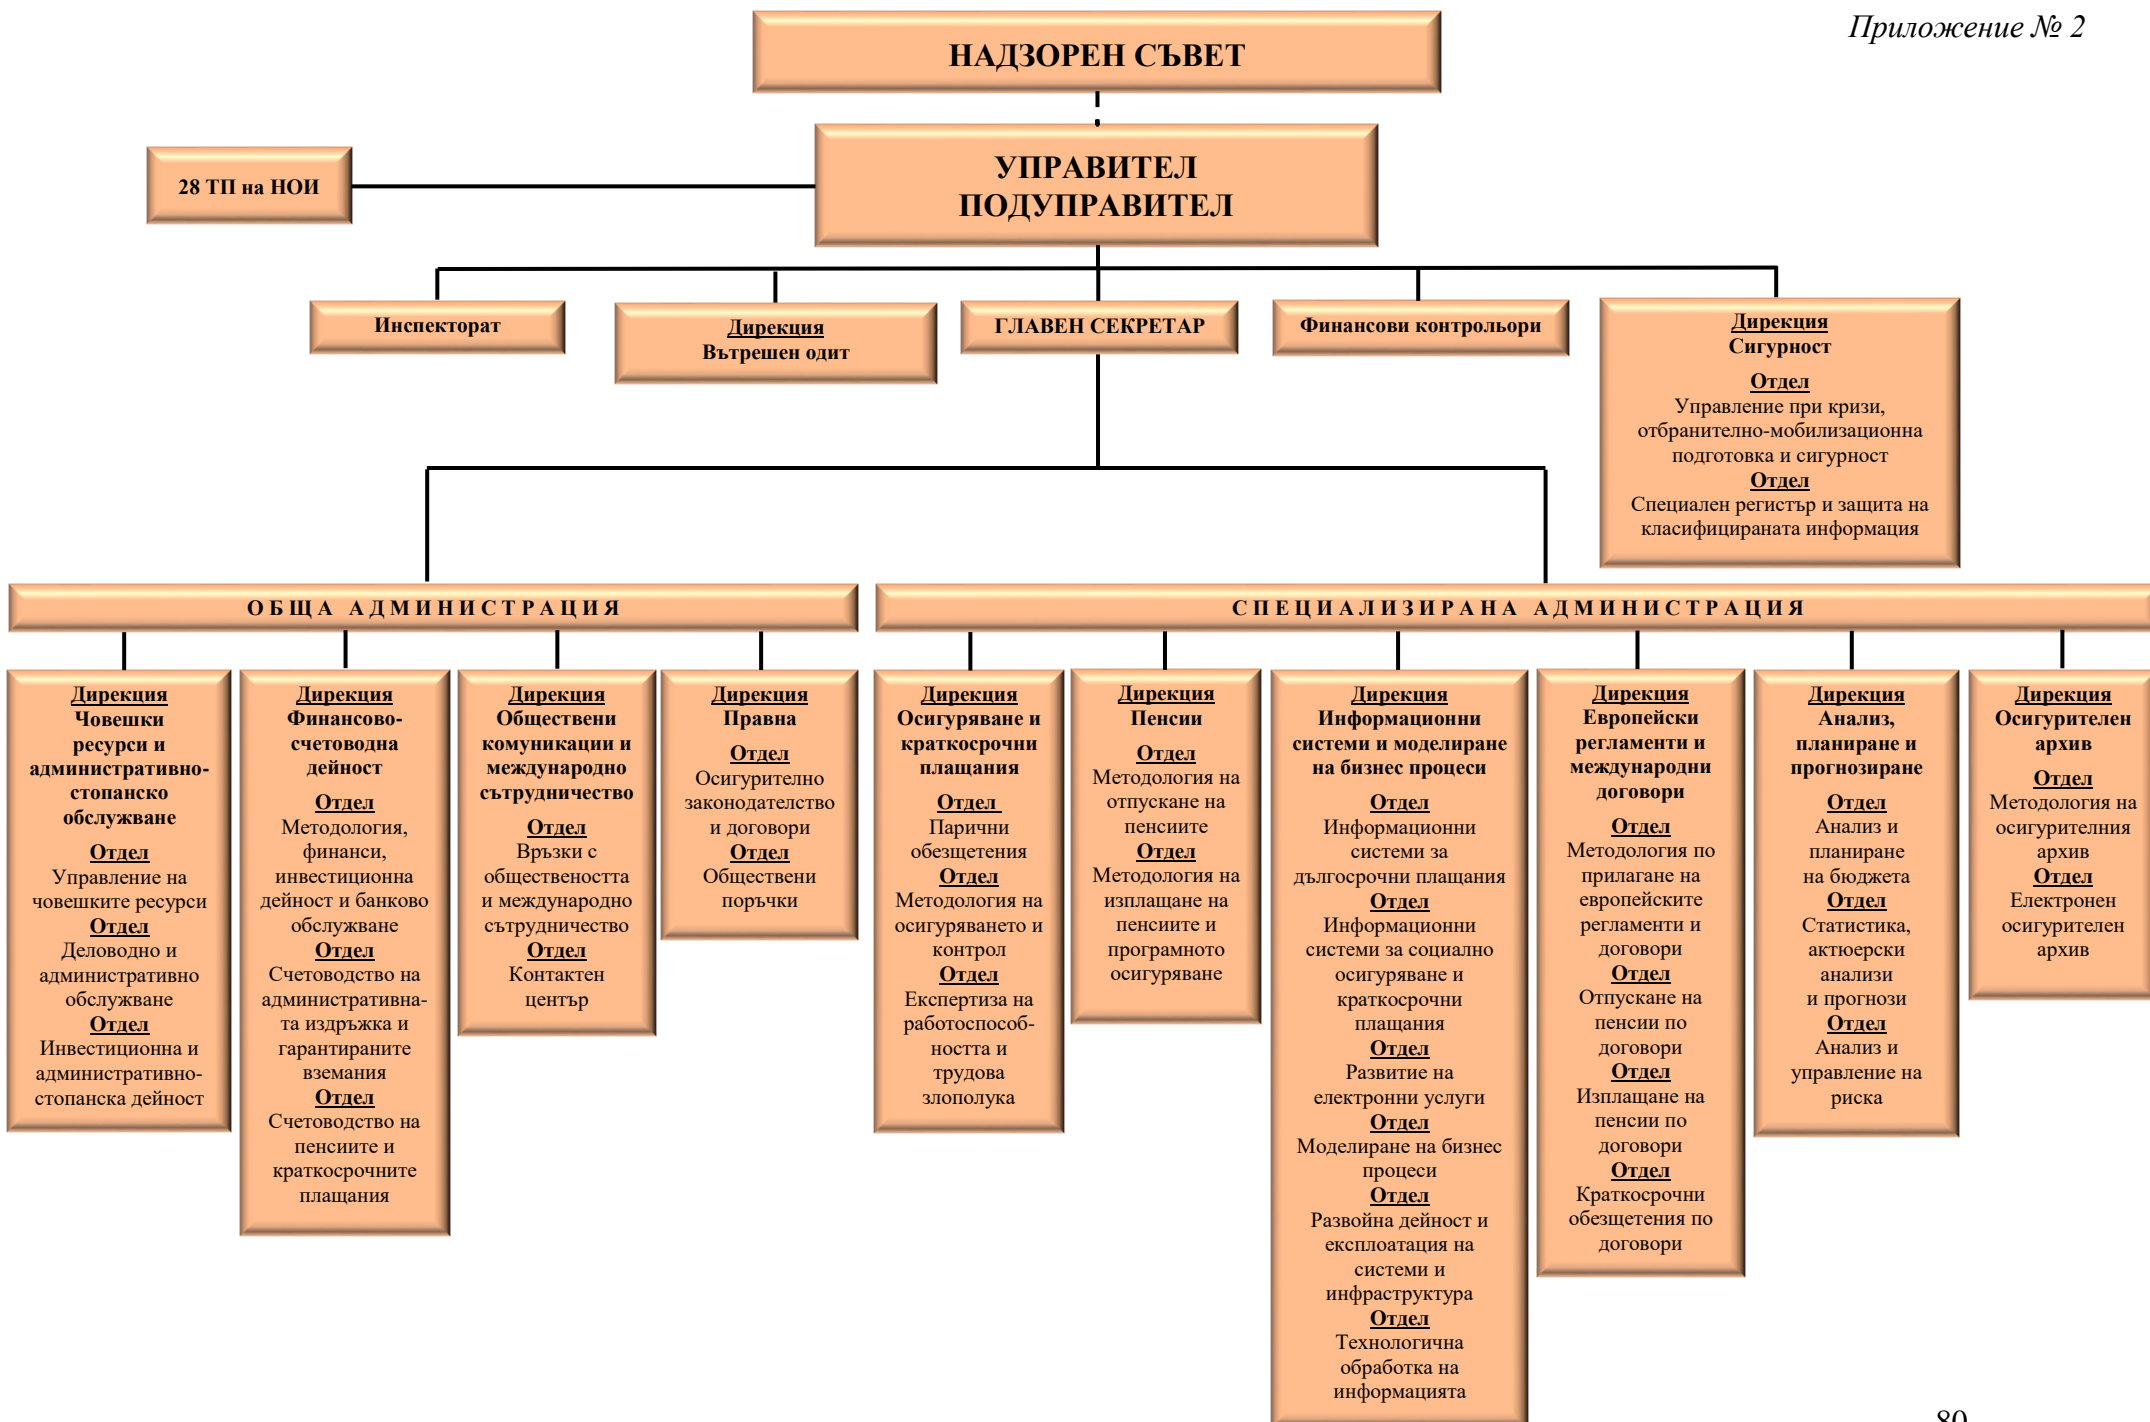 Приложение № 2
НАДЗОРЕН СЪВЕТ
УПРАВИТЕЛ
ПОДУПРАВИТЕЛ
28 ТП на НОИ
Инспекторат
Дирекция
Вътрешен одит
ГЛАВЕН СЕКРЕТАР
Финансови контрольори
Дирекция
Сигурност
Отдел
Управление при кризи,
отбранително-мобилизационна
подготовка и сигурност
Отдел
Специален регистър и защита на
класифицираната информация
ОБЩА АДМИНИСТРАЦИЯ
СПЕЦИАЛИЗИРАНА АДМИНИСТРАЦИЯ
Дирекция
Човешки
ресурси и
административно-
стопанско
обслужване
Отдел
Управление на
човешките ресурси
Отдел
Деловодно и
административно
обслужване
Отдел
Инвестиционна и
административно-
стопанска дейност
Дирекция
Финансово-
счетоводна
дейност
Отдел
Методология,
финанси,
инвестиционна
дейност и банково
обслужване
Отдел
Счетоводство на
административна-
та издръжка и
гарантираните
вземания
Отдел
Счетоводство на
пенсиите и
краткосрочните
плащания
Дирекция
Обществени
комуникации и
международно
сътрудничество
Отдел
Връзки с
обществеността
и международно
сътрудничество
Отдел
Контактен
център
Дирекция
Правна
Отдел
Осигурително
законодателство
и договори
Отдел
Обществени
поръчки
Дирекция
Осигуряване и
краткосрочни
плащания
Отдел
Парични
обезщетения
Отдел
Методология на
осигуряването и
контрол
Отдел
Експертиза на
работоспособ-
ността и
трудова
злополука
Дирекция
Пенсии
Отдел
Методология на
отпускане на
пенсиите
Отдел
Методология на
изплащане на
пенсиите и
програмното
осигуряване
Дирекция
Информационни
системи и моделиране
на бизнес процеси
Отдел
Информационни
системи за
дългосрочни плащания
Отдел
Информационни
системи за социално
осигуряване и
краткосрочни
плащания
Отдел
Развитие на
електронни услуги
Отдел
Моделиране на бизнес
процеси
Отдел
Развойна дейност и
експлоатация на
системи и
инфраструктура
Отдел
Технологична
обработка на
информацията
Дирекция
Европейски
регламенти и
международни
договори
Отдел
Методология по
прилагане на
европейските
регламенти и
договори
Отдел
Отпускане на
пенсии по
договори
Отдел
Изплащане на
пенсии по
договори
Отдел
Краткосрочни
обезщетения по
договори
Дирекция
Анализ,
планиране и
прогнозиране
Отдел
Анализ и
планиране
на бюджета
Отдел
Статистика,
актюерски
анализи
и прогнози
Отдел
Анализ и
управление на
риска
Дирекция
Осигурителен
архив
Отдел
Методология на
осигурителния
архив
Отдел
Електронен
осигурителен
архив
80